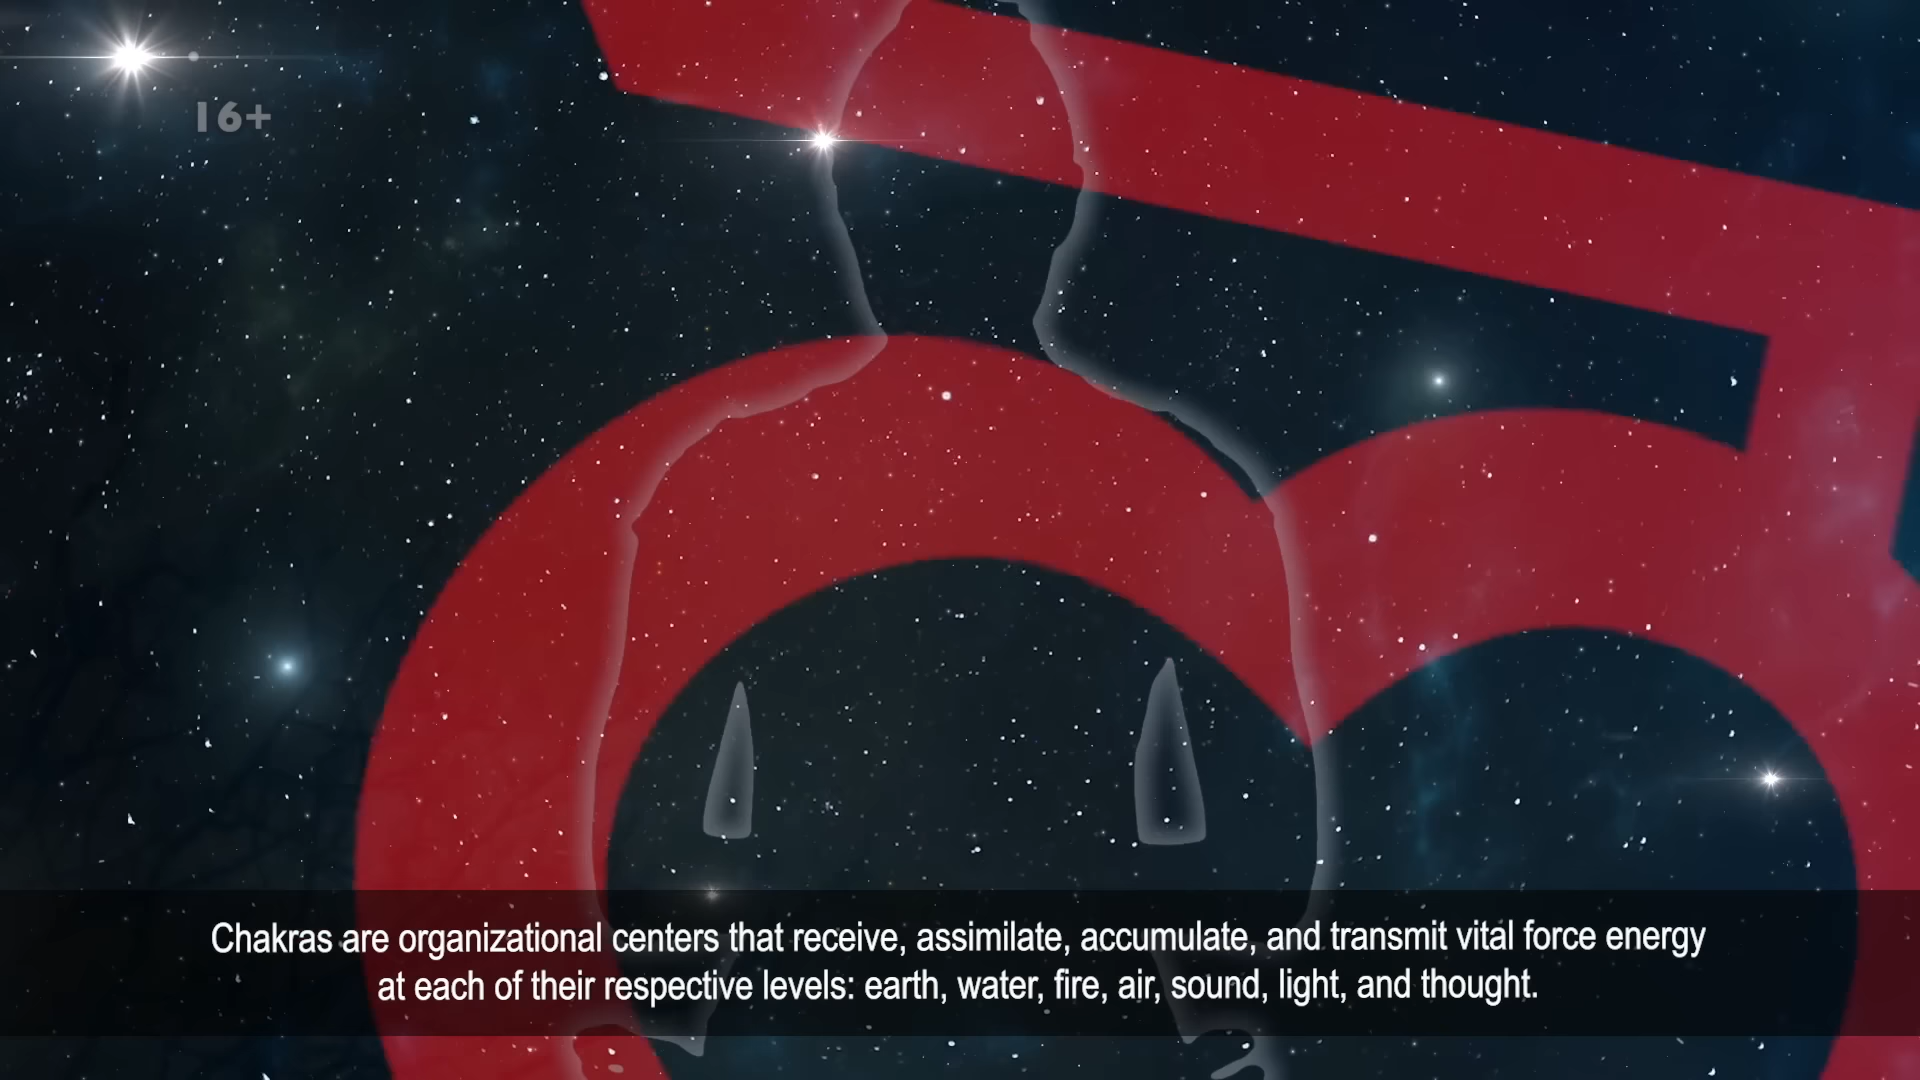 16+
Chakras are organizational centers that receive, assimilate, accumulate, and transmit vital force energy
at each of their respective levels: earth, water, fire, air, sound, light, and thought.